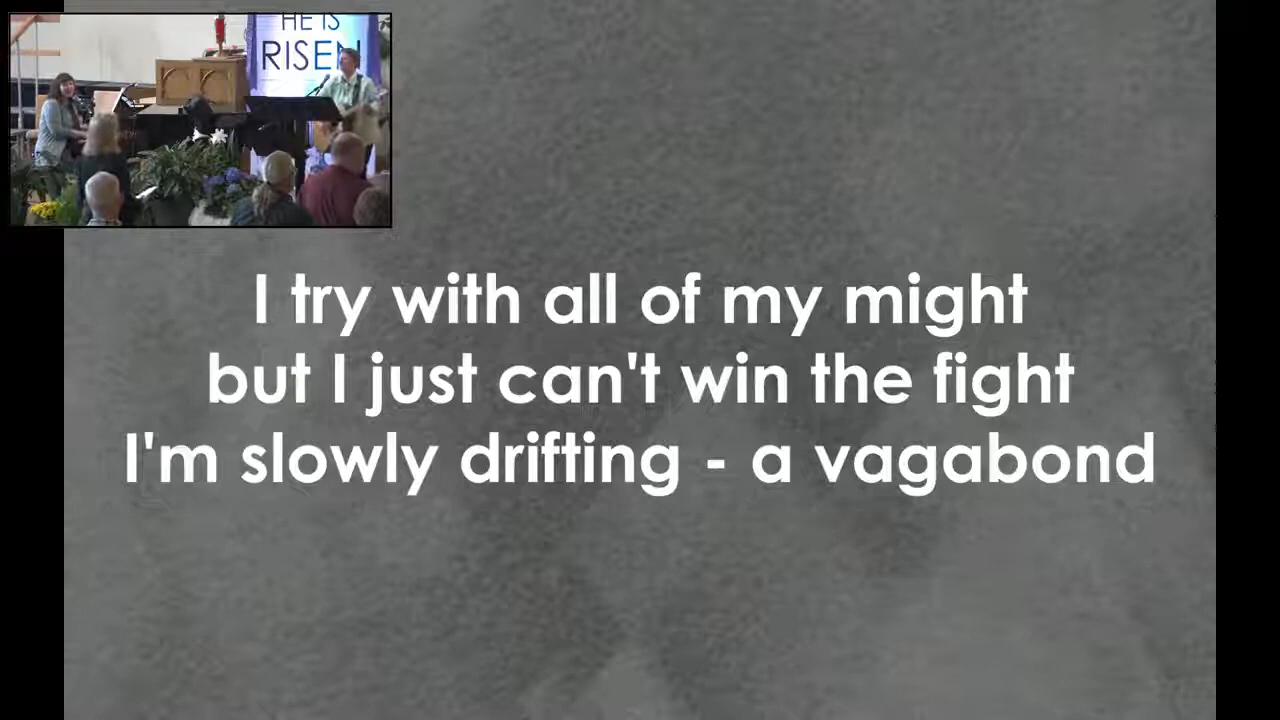 HE IS
RISEN
I try with all of my might
but I just can't win the fight
I'm slowly drifting - a vagabond